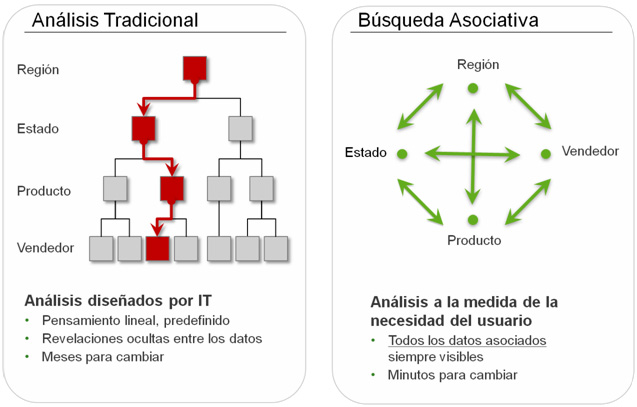 Análisis Tradicional
Región
Estado
Producto
Vendedor
Análisis diseñados por IT
• Pensamiento lineal, predefinido
• Revelaciones ocultas entre los datos
• Meses para cambiar
Búsqueda Asociativa
Región
Estado
Vendedor
Producto
Análisis a la medida de la
necesidad del usuario
• Todos los datos asociados
siempre visibles
• Minutos para cambiar